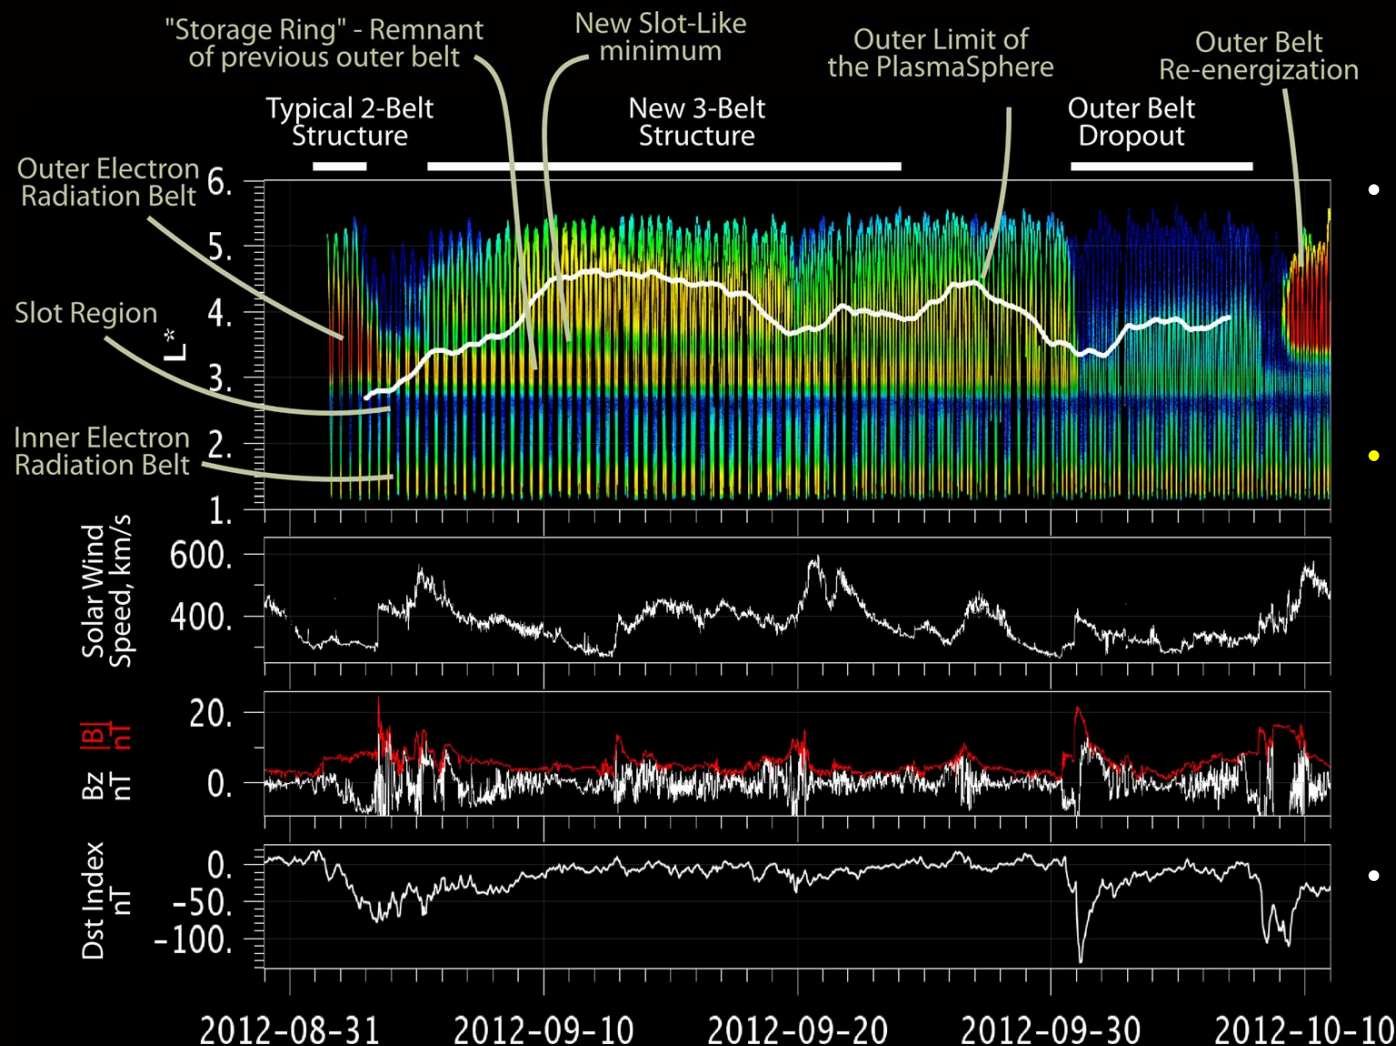 "Storage Ring" - Remnant
of previous outer belt
New Slot-Like
minimum
Outer Limit of
the PlasmaSphere
Outer Belt
Re-energization
Typical 2-Belt
Structure
New 3-Belt
Structure
Outer Belt
Dropout
Outer Electron
Radiation Belt
Slot Region
Inner Electron
Radiation Belt
L*
6.
5.
4.
3.
2.
1.
Solar Wind
Speed, km/s
600.
400.
|B|
nT
Bz
nT
20.
0.
Dst Index
nT
0.
-50.
-100.
2012-08-31
2012-09-10
2012-09-20
2012-09-30
2012-10-10